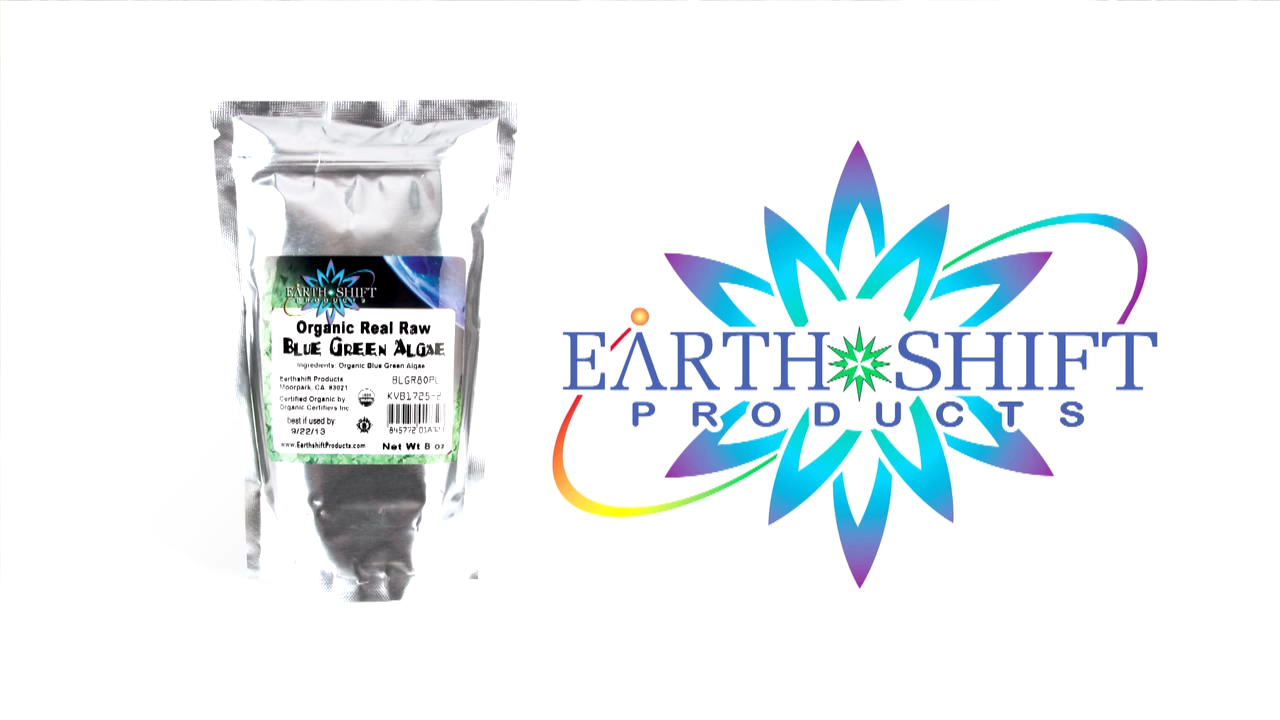 EARTH SHIFT
PRODUCTS
Organic Real Raw
BLUE GREEN ALGAE
Ingredients: Organic Blue Green Algae
Earthshift Products
Moorpark, CA 93021
Certified Organic by
Organic Certifiers Inc
best if used by:
9/22/13
BLGR80PL
www.EarthshiftProducts.com
Net Wt 8 oz
EARTH SHIFT
PRODUCTS